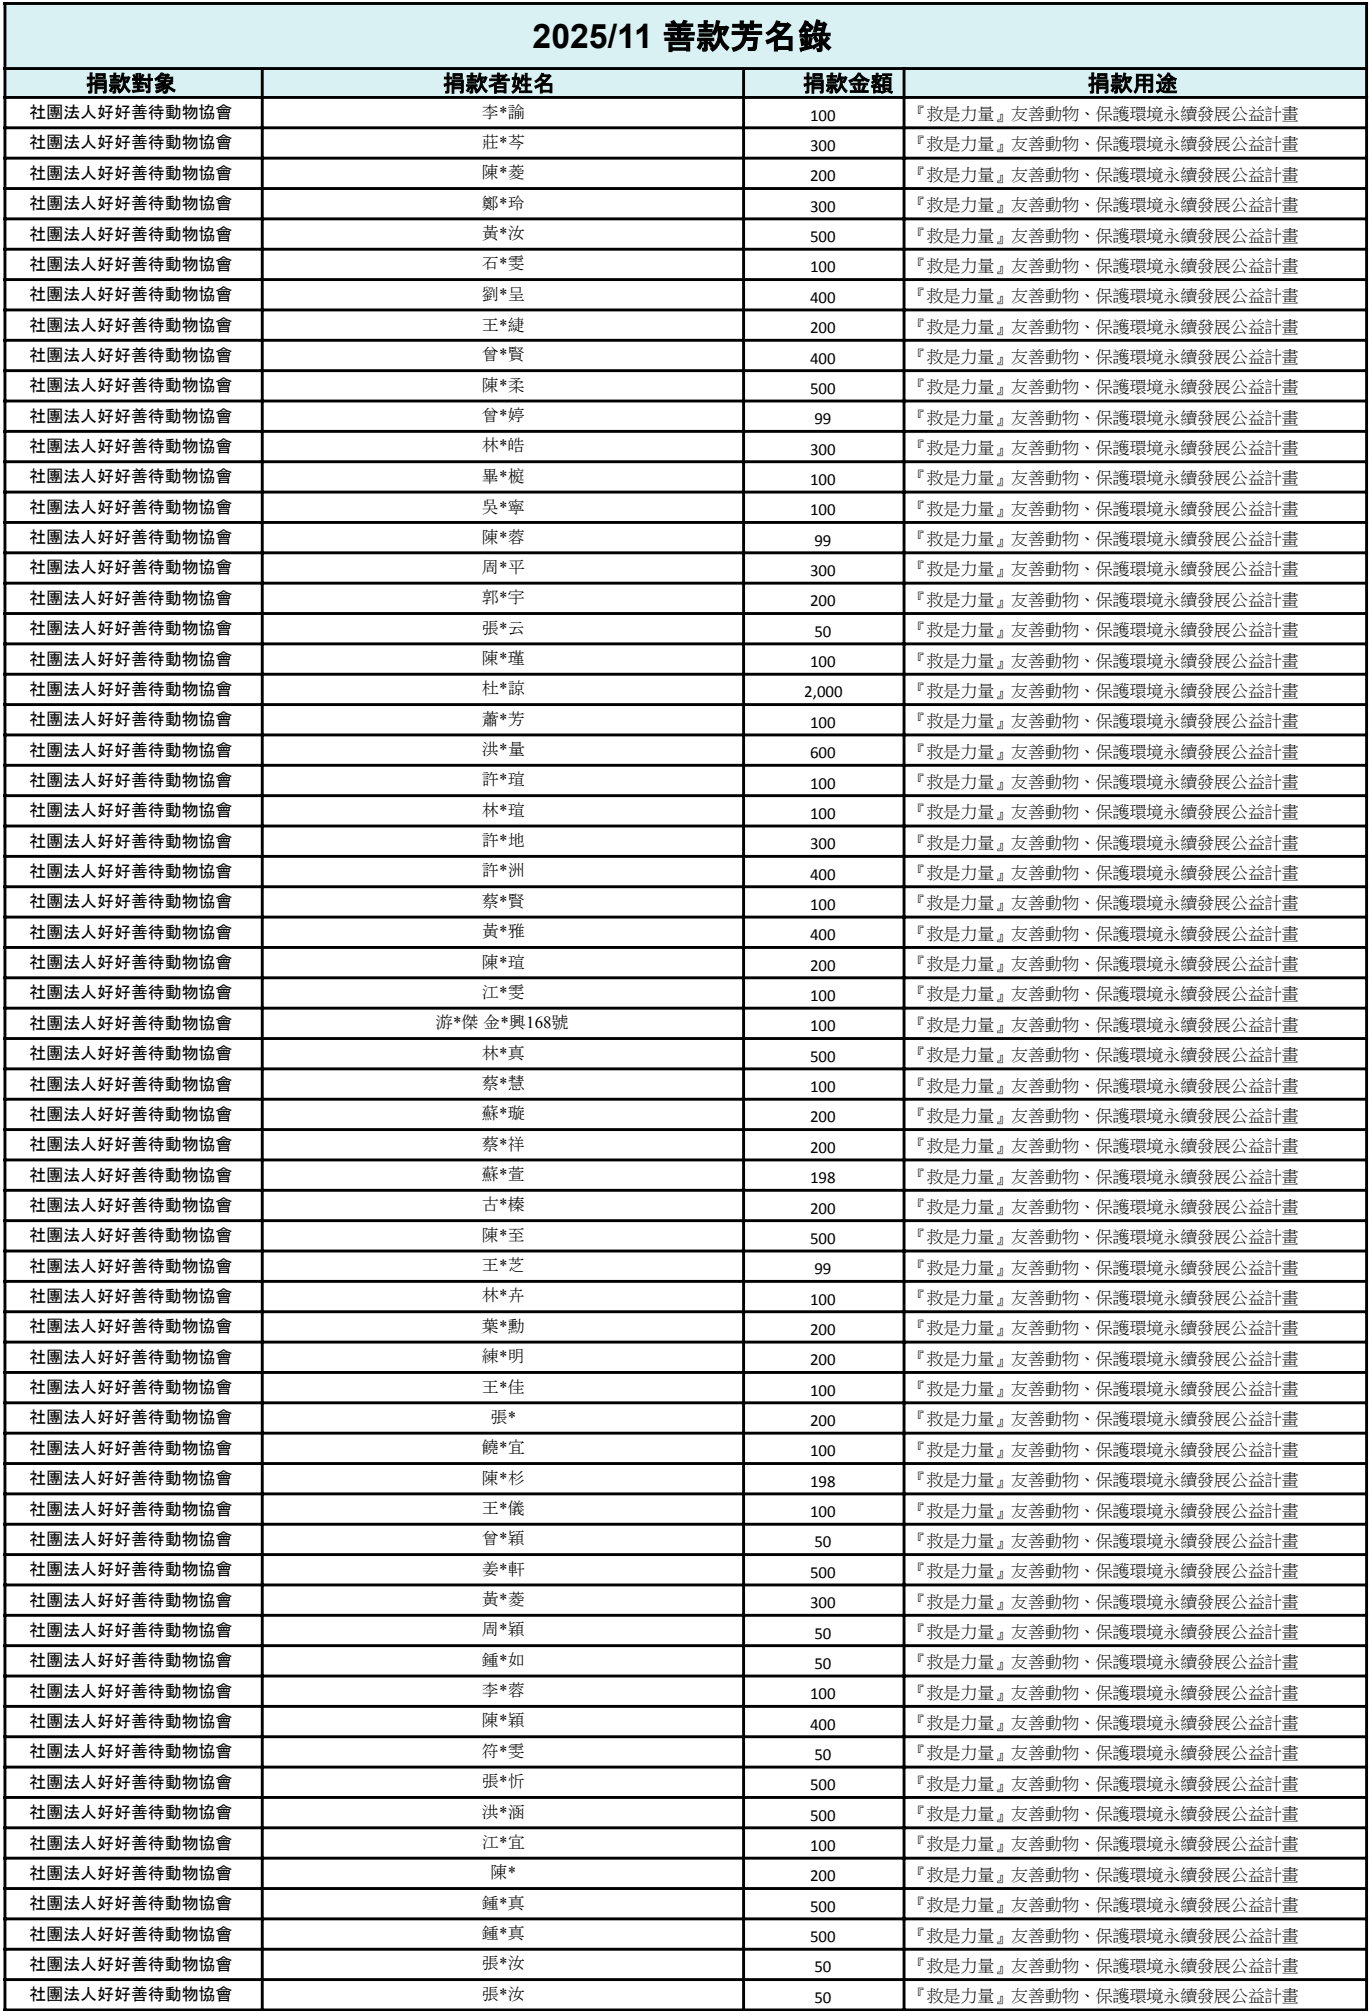 2025/11 善款芳名錄
捐款對象 捐款者姓名 捐款金額 捐款用途
社團法人好好善待動物協會 李*諭 100 『救是力量』友善動物、保護環境永續發展公益計畫
社團法人好好善待動物協會 莊*芩 300 『救是力量』友善動物、保護環境永續發展公益計畫
社團法人好好善待動物協會 陳*菱 200 『救是力量』友善動物、保護環境永續發展公益計畫
社團法人好好善待動物協會 鄭*玲 300 『救是力量』友善動物、保護環境永續發展公益計畫
社團法人好好善待動物協會 黃*汝 500 『救是力量』友善動物、保護環境永續發展公益計畫
社團法人好好善待動物協會 石*雯 100 『救是力量』友善動物、保護環境永續發展公益計畫
社團法人好好善待動物協會 劉*呈 400 『救是力量』友善動物、保護環境永續發展公益計畫
社團法人好好善待動物協會 王*緁 200 『救是力量』友善動物、保護環境永續發展公益計畫
社團法人好好善待動物協會 曾*賢 400 『救是力量』友善動物、保護環境永續發展公益計畫
社團法人好好善待動物協會 陳*柔 500 『救是力量』友善動物、保護環境永續發展公益計畫
社團法人好好善待動物協會 曾*婷 99 『救是力量』友善動物、保護環境永續發展公益計畫
社團法人好好善待動物協會 林*皓 300 『救是力量』友善動物、保護環境永續發展公益計畫
社團法人好好善待動物協會 畢*榳 100 『救是力量』友善動物、保護環境永續發展公益計畫
社團法人好好善待動物協會 吳*寧 100 『救是力量』友善動物、保護環境永續發展公益計畫
社團法人好好善待動物協會 陳*蓉 99 『救是力量』友善動物、保護環境永續發展公益計畫
社團法人好好善待動物協會 周*平 300 『救是力量』友善動物、保護環境永續發展公益計畫
社團法人好好善待動物協會 郭*宇 200 『救是力量』友善動物、保護環境永續發展公益計畫
社團法人好好善待動物協會 張*云 50 『救是力量』友善動物、保護環境永續發展公益計畫
社團法人好好善待動物協會 陳*瑾 100 『救是力量』友善動物、保護環境永續發展公益計畫
社團法人好好善待動物協會 杜*諒 2,000 『救是力量』友善動物、保護環境永續發展公益計畫
社團法人好好善待動物協會 蕭*芳 100 『救是力量』友善動物、保護環境永續發展公益計畫
社團法人好好善待動物協會 洪*量 600 『救是力量』友善動物、保護環境永續發展公益計畫
社團法人好好善待動物協會 許*瑄 100 『救是力量』友善動物、保護環境永續發展公益計畫
社團法人好好善待動物協會 林*瑄 100 『救是力量』友善動物、保護環境永續發展公益計畫
社團法人好好善待動物協會 許*地 300 『救是力量』友善動物、保護環境永續發展公益計畫
社團法人好好善待動物協會 許*洲 400 『救是力量』友善動物、保護環境永續發展公益計畫
社團法人好好善待動物協會 蔡*賢 100 『救是力量』友善動物、保護環境永續發展公益計畫
社團法人好好善待動物協會 黃*雅 400 『救是力量』友善動物、保護環境永續發展公益計畫
社團法人好好善待動物協會 陳*瑄 200 『救是力量』友善動物、保護環境永續發展公益計畫
社團法人好好善待動物協會 江*雯 100 『救是力量』友善動物、保護環境永續發展公益計畫
社團法人好好善待動物協會 游*傑 金*興168號 100 『救是力量』友善動物、保護環境永續發展公益計畫
社團法人好好善待動物協會 林*真 500 『救是力量』友善動物、保護環境永續發展公益計畫
社團法人好好善待動物協會 蔡*慧 100 『救是力量』友善動物、保護環境永續發展公益計畫
社團法人好好善待動物協會 蘇*璇 200 『救是力量』友善動物、保護環境永續發展公益計畫
社團法人好好善待動物協會 蔡*祥 200 『救是力量』友善動物、保護環境永續發展公益計畫
社團法人好好善待動物協會 蘇*萱 198 『救是力量』友善動物、保護環境永續發展公益計畫
社團法人好好善待動物協會 古*榛 200 『救是力量』友善動物、保護環境永續發展公益計畫
社團法人好好善待動物協會 陳*至 500 『救是力量』友善動物、保護環境永續發展公益計畫
社團法人好好善待動物協會 王*芝 99 『救是力量』友善動物、保護環境永續發展公益計畫
社團法人好好善待動物協會 林*卉 100 『救是力量』友善動物、保護環境永續發展公益計畫
社團法人好好善待動物協會 葉*勳 200 『救是力量』友善動物、保護環境永續發展公益計畫
社團法人好好善待動物協會 練*明 200 『救是力量』友善動物、保護環境永續發展公益計畫
社團法人好好善待動物協會 王*佳 100 『救是力量』友善動物、保護環境永續發展公益計畫
社團法人好好善待動物協會 張* 200 『救是力量』友善動物、保護環境永續發展公益計畫
社團法人好好善待動物協會 饒*宜 100 『救是力量』友善動物、保護環境永續發展公益計畫
社團法人好好善待動物協會 陳*杉 198 『救是力量』友善動物、保護環境永續發展公益計畫
社團法人好好善待動物協會 王*儀 100 『救是力量』友善動物、保護環境永續發展公益計畫
社團法人好好善待動物協會 曾*穎 50 『救是力量』友善動物、保護環境永續發展公益計畫
社團法人好好善待動物協會 姜*軒 500 『救是力量』友善動物、保護環境永續發展公益計畫
社團法人好好善待動物協會 黃*菱 300 『救是力量』友善動物、保護環境永續發展公益計畫
社團法人好好善待動物協會 周*穎 50 『救是力量』友善動物、保護環境永續發展公益計畫
社團法人好好善待動物協會 鍾*如 50 『救是力量』友善動物、保護環境永續發展公益計畫
社團法人好好善待動物協會 李*蓉 100 『救是力量』友善動物、保護環境永續發展公益計畫
社團法人好好善待動物協會 陳*穎 400 『救是力量』友善動物、保護環境永續發展公益計畫
社團法人好好善待動物協會 符*雯 50 『救是力量』友善動物、保護環境永續發展公益計畫
社團法人好好善待動物協會 張*忻 500 『救是力量』友善動物、保護環境永續發展公益計畫
社團法人好好善待動物協會 洪*涵 500 『救是力量』友善動物、保護環境永續發展公益計畫
社團法人好好善待動物協會 江*宜 100 『救是力量』友善動物、保護環境永續發展公益計畫
社團法人好好善待動物協會 陳* 200 『救是力量』友善動物、保護環境永續發展公益計畫
社團法人好好善待動物協會 鍾*真 500 『救是力量』友善動物、保護環境永續發展公益計畫
社團法人好好善待動物協會 鍾*真 500 『救是力量』友善動物、保護環境永續發展公益計畫
社團法人好好善待動物協會 張*汝 50 『救是力量』友善動物、保護環境永續發展公益計畫
社團法人好好善待動物協會 張*汝 50 『救是力量』友善動物、保護環境永續發展公益計畫